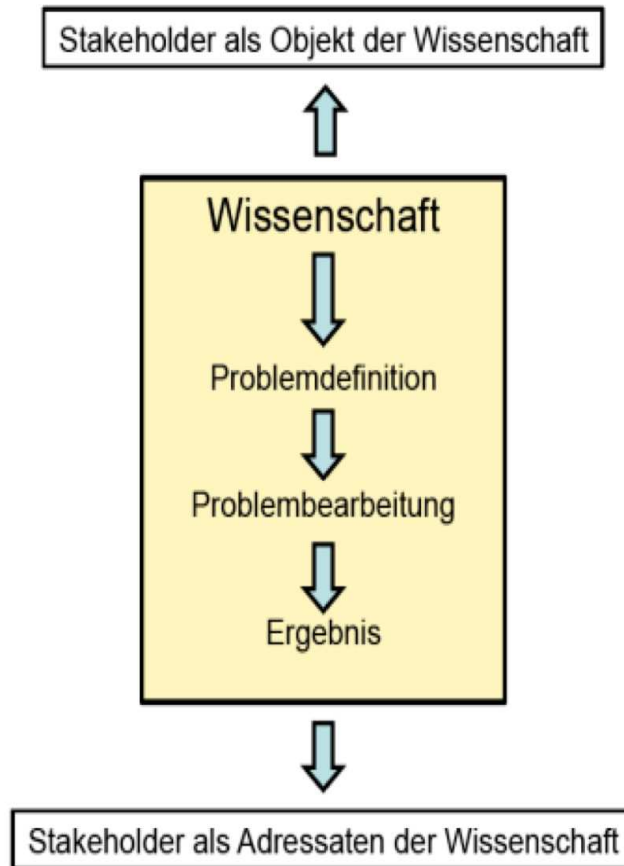 Stakeholder als Objekt der Wissenschaft
Wissenschaft
Problemdefinition
Problembearbeitung
Ergebnis
Stakeholder als Adressaten der Wissenschaft